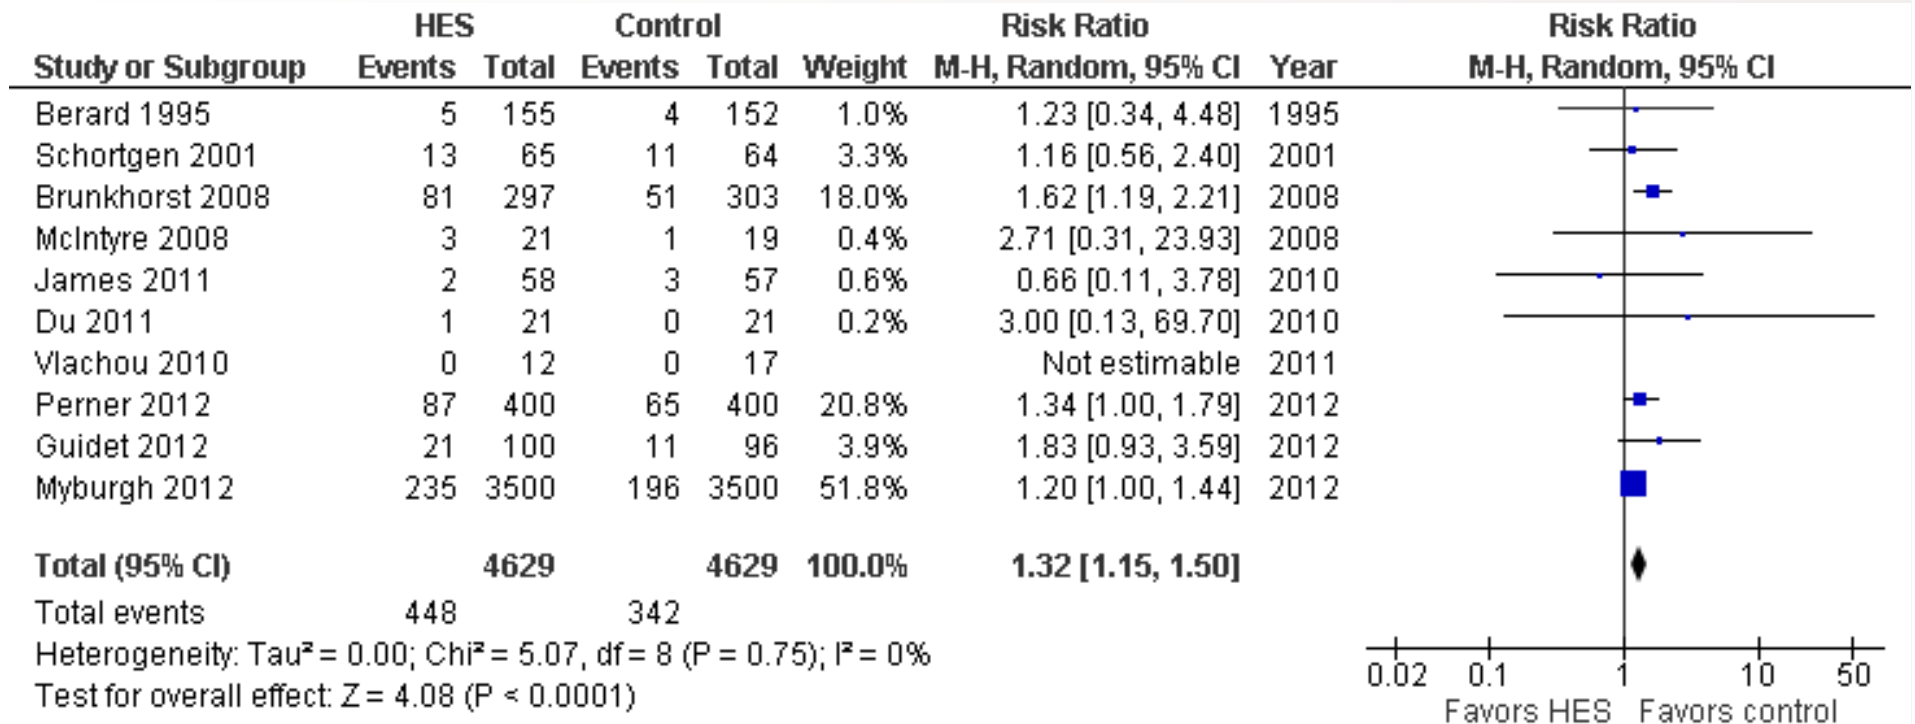 HES Control Risk Ratio Risk Ratio
Study or Subgroup Events Total Events Total Weight M-H, Random, 95% CI Year M-H, Random, 95% CI
Berard 1995 5 155 4 152 1.0% 1.23 [0.34, 4.48] 1995
Schortgen 2001 13 65 11 64 3.3% 1.16 [0.56, 2.40] 2001
Brunkhorst 2008 81 297 51 303 18.0% 1.62 [1.19, 2.21] 2008
McIntyre 2008 3 21 1 19 0.4% 2.71 [0.31, 23.93] 2008
James 2011 2 58 3 57 0.6% 0.66 [0.11, 3.78] 2010
Du 2011 1 21 0 21 0.2% 3.00 [0.13, 69.70] 2010
Vlachou 2010 0 12 0 17 Not estimable 2011
Perner 2012 87 400 65 400 20.8% 1.34 [1.00, 1.79] 2012
Guidet 2012 21 100 11 96 3.9% 1.83 [0.93, 3.59] 2012
Myburgh 2012 235 3500 196 3500 51.8% 1.20 [1.00, 1.44] 2012
Total (95% CI) 4629 4629 100.0% 1.32 [1.15, 1.50]
Total events 448 342
Heterogeneity: Tau² = 0.00; Chi² = 5.07, df = 8 (P = 0.75); I² = 0%
Test for overall effect: Z = 4.08 (P < 0.0001)
0.02 0.1 1 10 50
Favors HES Favors control